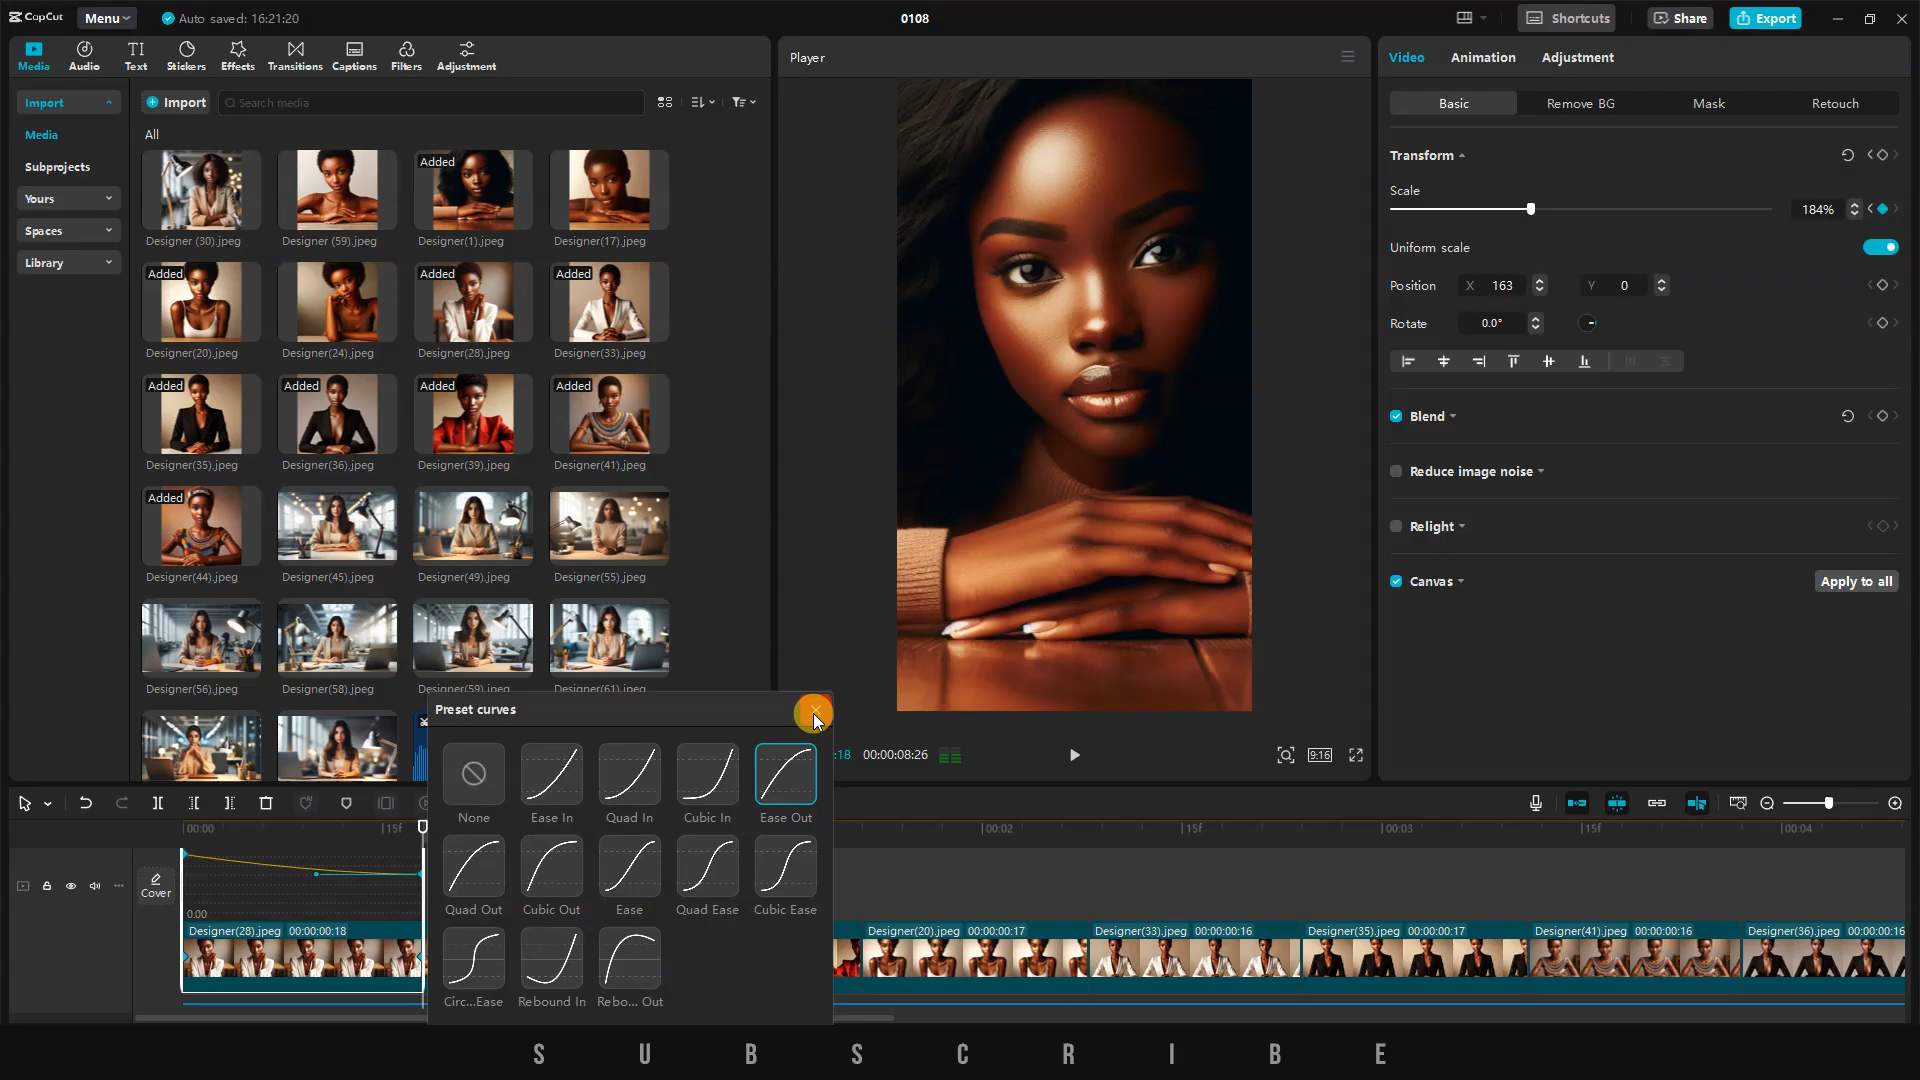 CapCut Menu Auto saved: 16:21:20 0108 Shortcuts Share Export
Media Audio Text Stickers Effects Transitions Captions Filters Adjustment
Player
Video Animation Adjustment
Import
Media
Subprojects
Yours
Spaces
Library
Import Search media
All
Added
Designer (30).jpeg Designer (59).jpeg Designer(1).jpeg Designer(17).jpeg
Added Added Added
Designer(20).jpeg Designer(24).jpeg Designer(28).jpeg Designer(33).jpeg
Added Added Added Added
Designer(35).jpeg Designer(36).jpeg Designer(39).jpeg Designer(41).jpeg
Added
Designer(44).jpeg Designer(45).jpeg Designer(49).jpeg Designer(55).jpeg
Designer(56).jpeg Designer(58).jpeg Designer(59).jpeg Designer(61).jpeg
Basic Remove BG Mask Retouch
Transform
Scale
184%
Uniform scale
Position X 163 Y 0
Rotate 0.0°
Blend
Reduce image noise
Relight
Canvas Apply to all
:18 00:00:08:26 9:16
Preset curves
None Ease In Quad In Cubic In Ease Out
Quad Out Cubic Out Ease Quad Ease Cubic Ease
Circ...Ease Rebound In Rebo... Out
00:00 15f 00:02 15f 00:03 15f 00:04
Cover
0.00
Designer(28).jpeg 00:00:00:18 Designer(20).jpeg 00:00:00:17 Designer(33).jpeg 00:00:00:16 Designer(35).jpeg 00:00:00:17 Designer(41).jpeg 00:00:00:16 Designer(36).jpeg 00:00:00:16
S U B S C R I B E